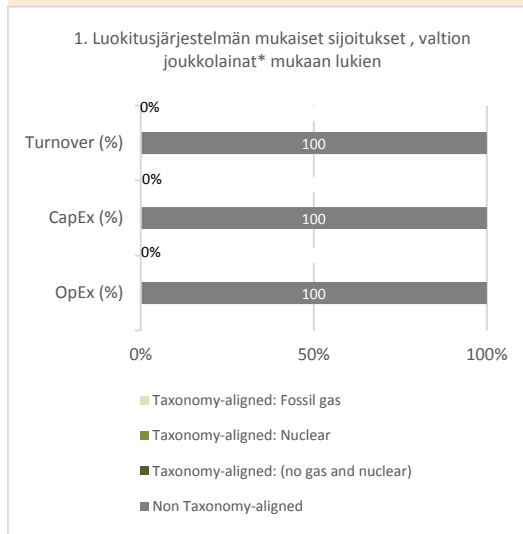 1. Luokitusjärjestelmän mukaiset sijoitukset , valtion
joukkolainat* mukaan lukien
0%
Turnover (%)
100
0%
CapEx (%)
100
0%
OpEx (%)
100
0%
50%
100%
Taxonomy-aligned: Fossil gas
Taxonomy-aligned: Nuclear
Taxonomy-aligned: (no gas and nuclear)
Non Taxonomy-aligned